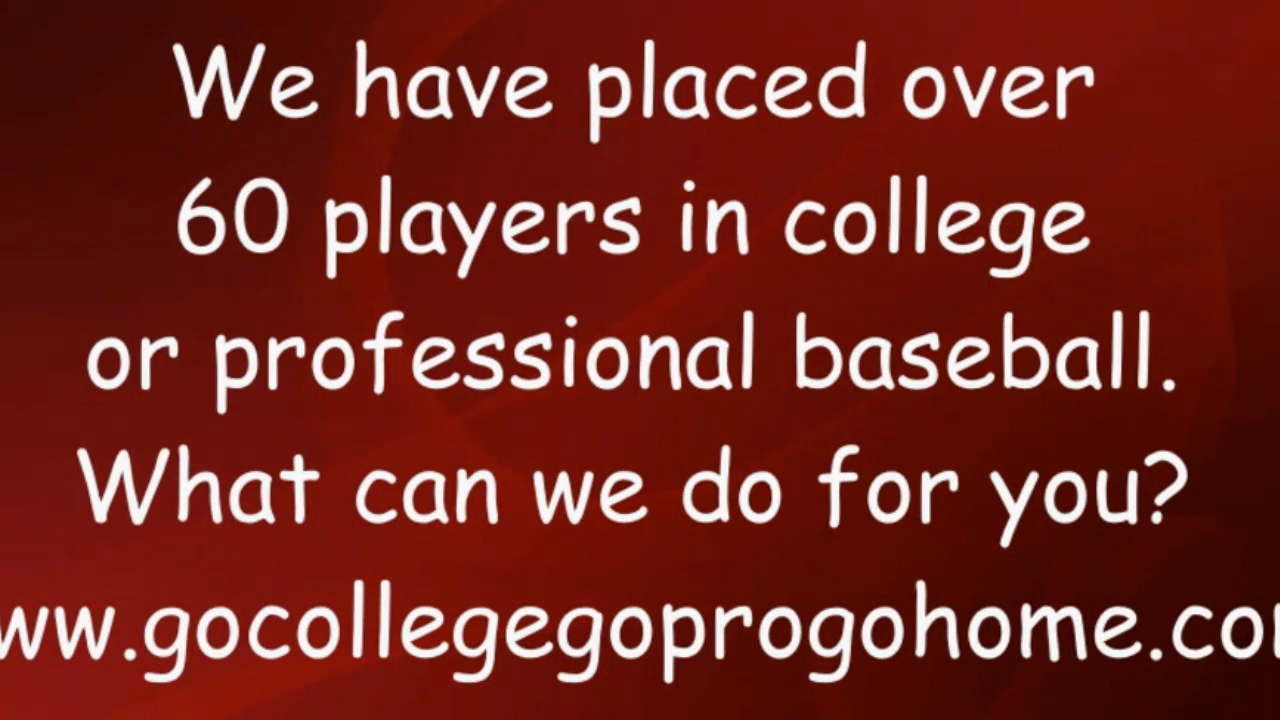 We have placed over
60 players in college
or professional baseball.
What can we do for you?
ww.gocollegegoprogohome.co